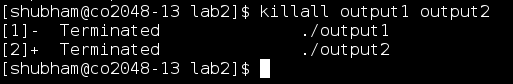 [shubham@co2048-13 lab2]$ killall output1 output2
[1]-  Terminated              ./output1
[2]+  Terminated              ./output2
[shubham@co2048-13 lab2]$